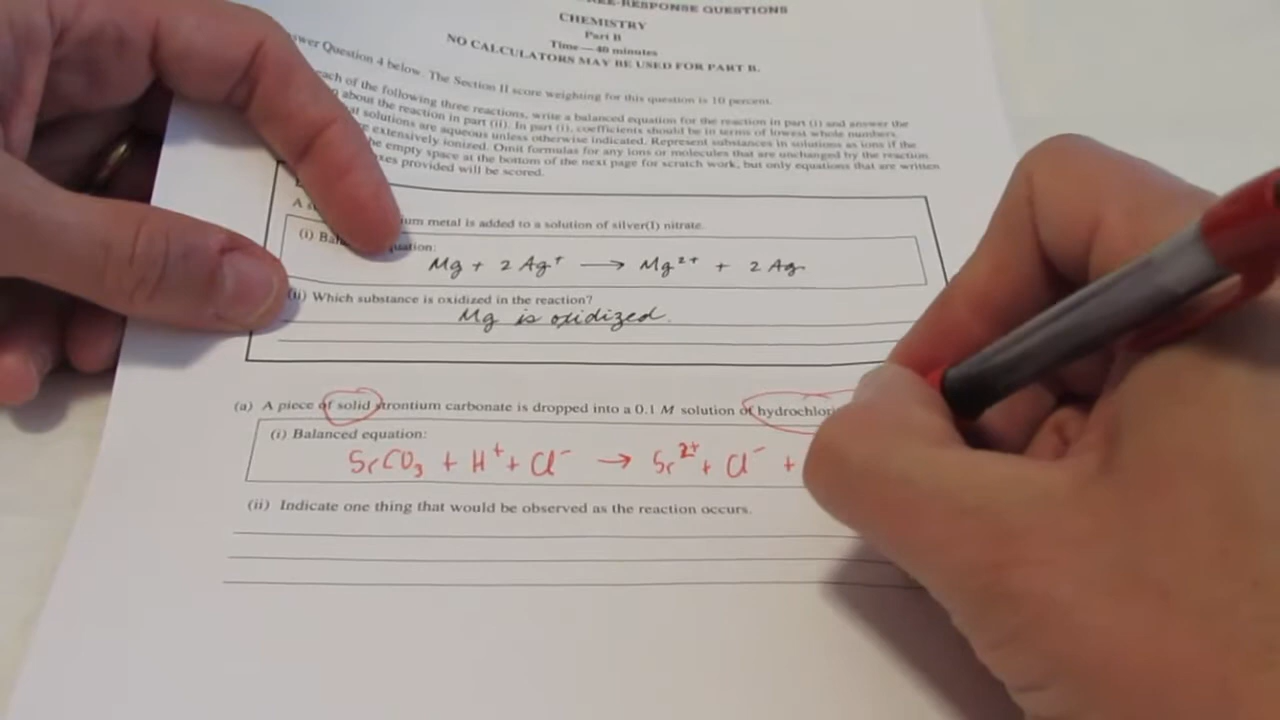 EE-RESPONSE QUESTIONS
CHEMISTRY
Part B
Time—40 minutes
NO CALCULATORS MAY BE USED FOR PART B.
swer Question 4 below. The Section II score weighting for this question is 10 percent.
ach of the following three reactions, write a balanced equation for the reaction in part (i) and answer the
about the reaction in part (ii). In part (i), coefficients should be in terms of lowest whole numbers.
at solutions are aqueous unless otherwise indicated. Represent substances in solutions as ions if the
e extensively ionized. Omit formulas for any ions or molecules that are unchanged by the reaction.
he empty space at the bottom of the next page for scratch work, but only equations that are written
xes provided will be scored.
A s ium metal is added to a solution of silver(I) nitrate.
(i) Bal quation:
Mg + 2 Ag⁺ → Mg²⁺ + 2 Ag
(ii) Which substance is oxidized in the reaction?
Mg is oxidized.
(a) A piece of solid strontium carbonate is dropped into a 0.1 M solution of hydrochlori
(i) Balanced equation:
SrCO₃ + H⁺ + Cl⁻ → Sr²⁺ + Cl⁻ +
(ii) Indicate one thing that would be observed as the reaction occurs.